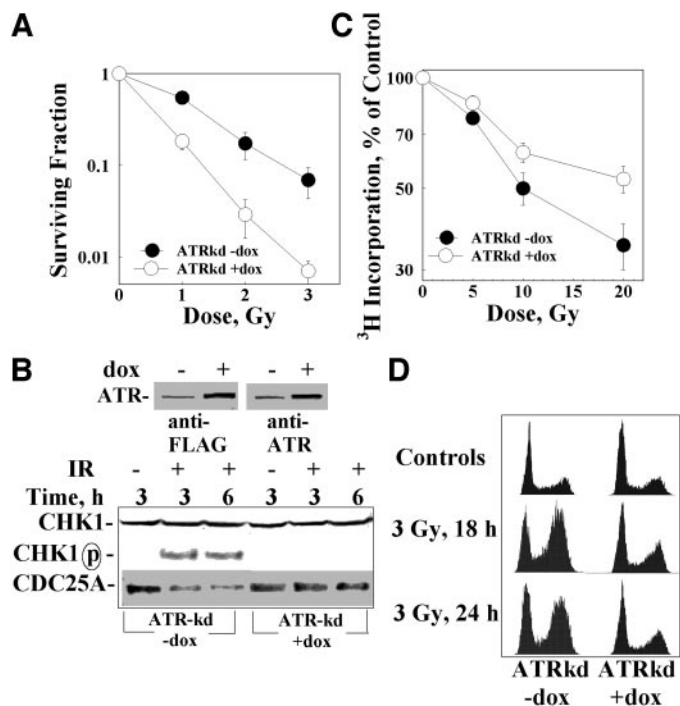 A
Surviving Fraction
1
0.1
0.01
ATRkd -dox
ATRkd +dox
0 1 2 3
Dose, Gy
C
³H Incorporation, % of Control
100
70
50
30
ATRkd -dox
ATRkd +dox
0 5 10 15 20
Dose, Gy
B
dox - + - +
ATR-
anti-
FLAG
anti-
ATR
IR - + + - + +
Time, h 3 3 6 3 3 6
CHK1-
CHK1 p -
CDC25A-
ATR-kd
-dox
ATR-kd
+dox
D
Controls
3 Gy, 18 h
3 Gy, 24 h
ATRkd
-dox
ATRkd
+dox